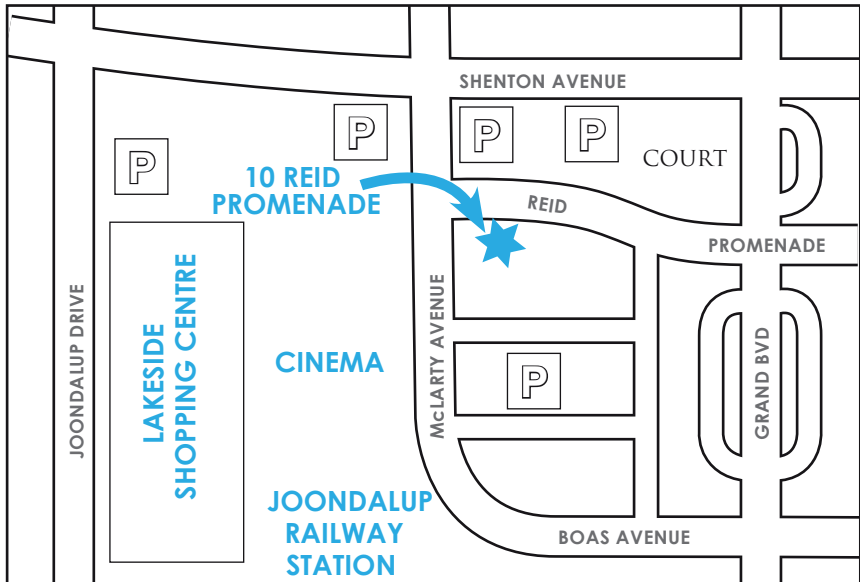 SHENTON AVENUE
P
P
P
P
COURT
10 REID
PROMENADE
REID
PROMENADE
LAKESIDE
SHOPPING CENTRE
JOONDALUP DRIVE
CINEMA
McLARTY AVENUE
P
GRAND BVD
JOONDALUP
RAILWAY
STATION
BOAS AVENUE